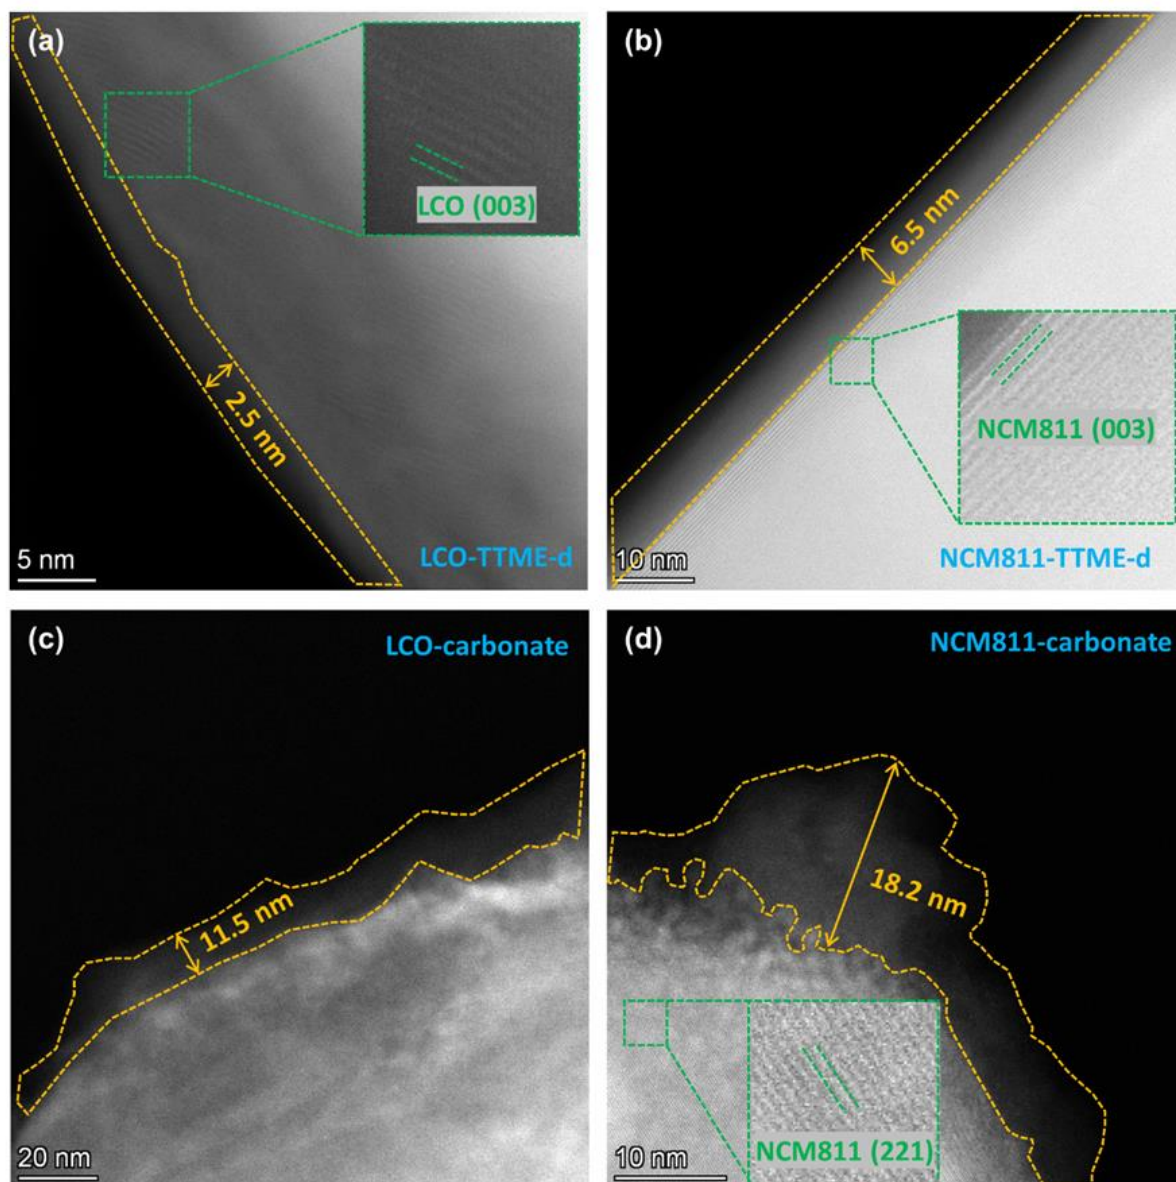 (a)
LCO (003)
2.5 nm
5 nm
LCO-TTME-d
(b)
6.5 nm
NCM811 (003)
10 nm
NCM811-TTME-d
(c)
LCO-carbonate
11.5 nm
20 nm
(d)
NCM811-carbonate
18.2 nm
10 nm
NCM811 (221)